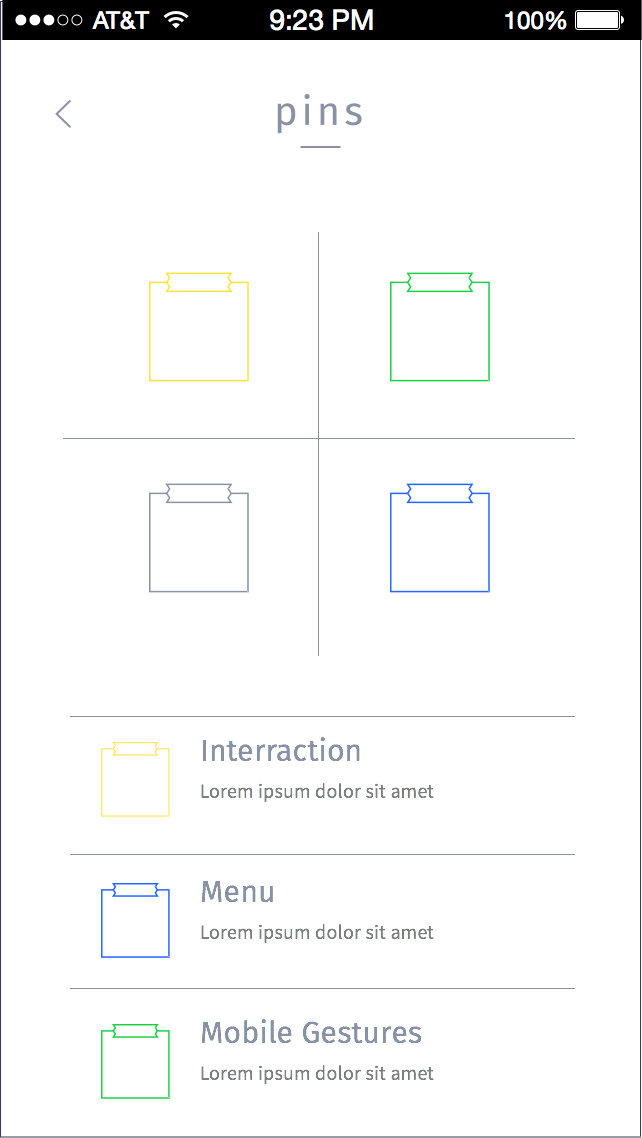 AT&T 9:23 PM 100%
pins
Interraction
Lorem ipsum dolor sit amet
Menu
Lorem ipsum dolor sit amet
Mobile Gestures
Lorem ipsum dolor sit amet